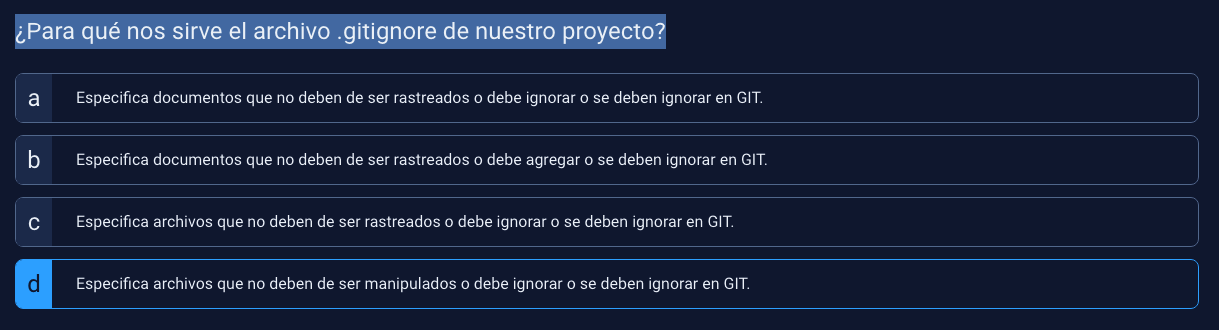 ¿Para qué nos sirve el archivo .gitignore de nuestro proyecto?
a Especifica documentos que no deben de ser rastreados o debe ignorar o se deben ignorar en GIT.
b Especifica documentos que no deben de ser rastreados o debe agregar o se deben ignorar en GIT.
c Especifica archivos que no deben de ser rastreados o debe ignorar o se deben ignorar en GIT.
d Especifica archivos que no deben de ser manipulados o debe ignorar o se deben ignorar en GIT.